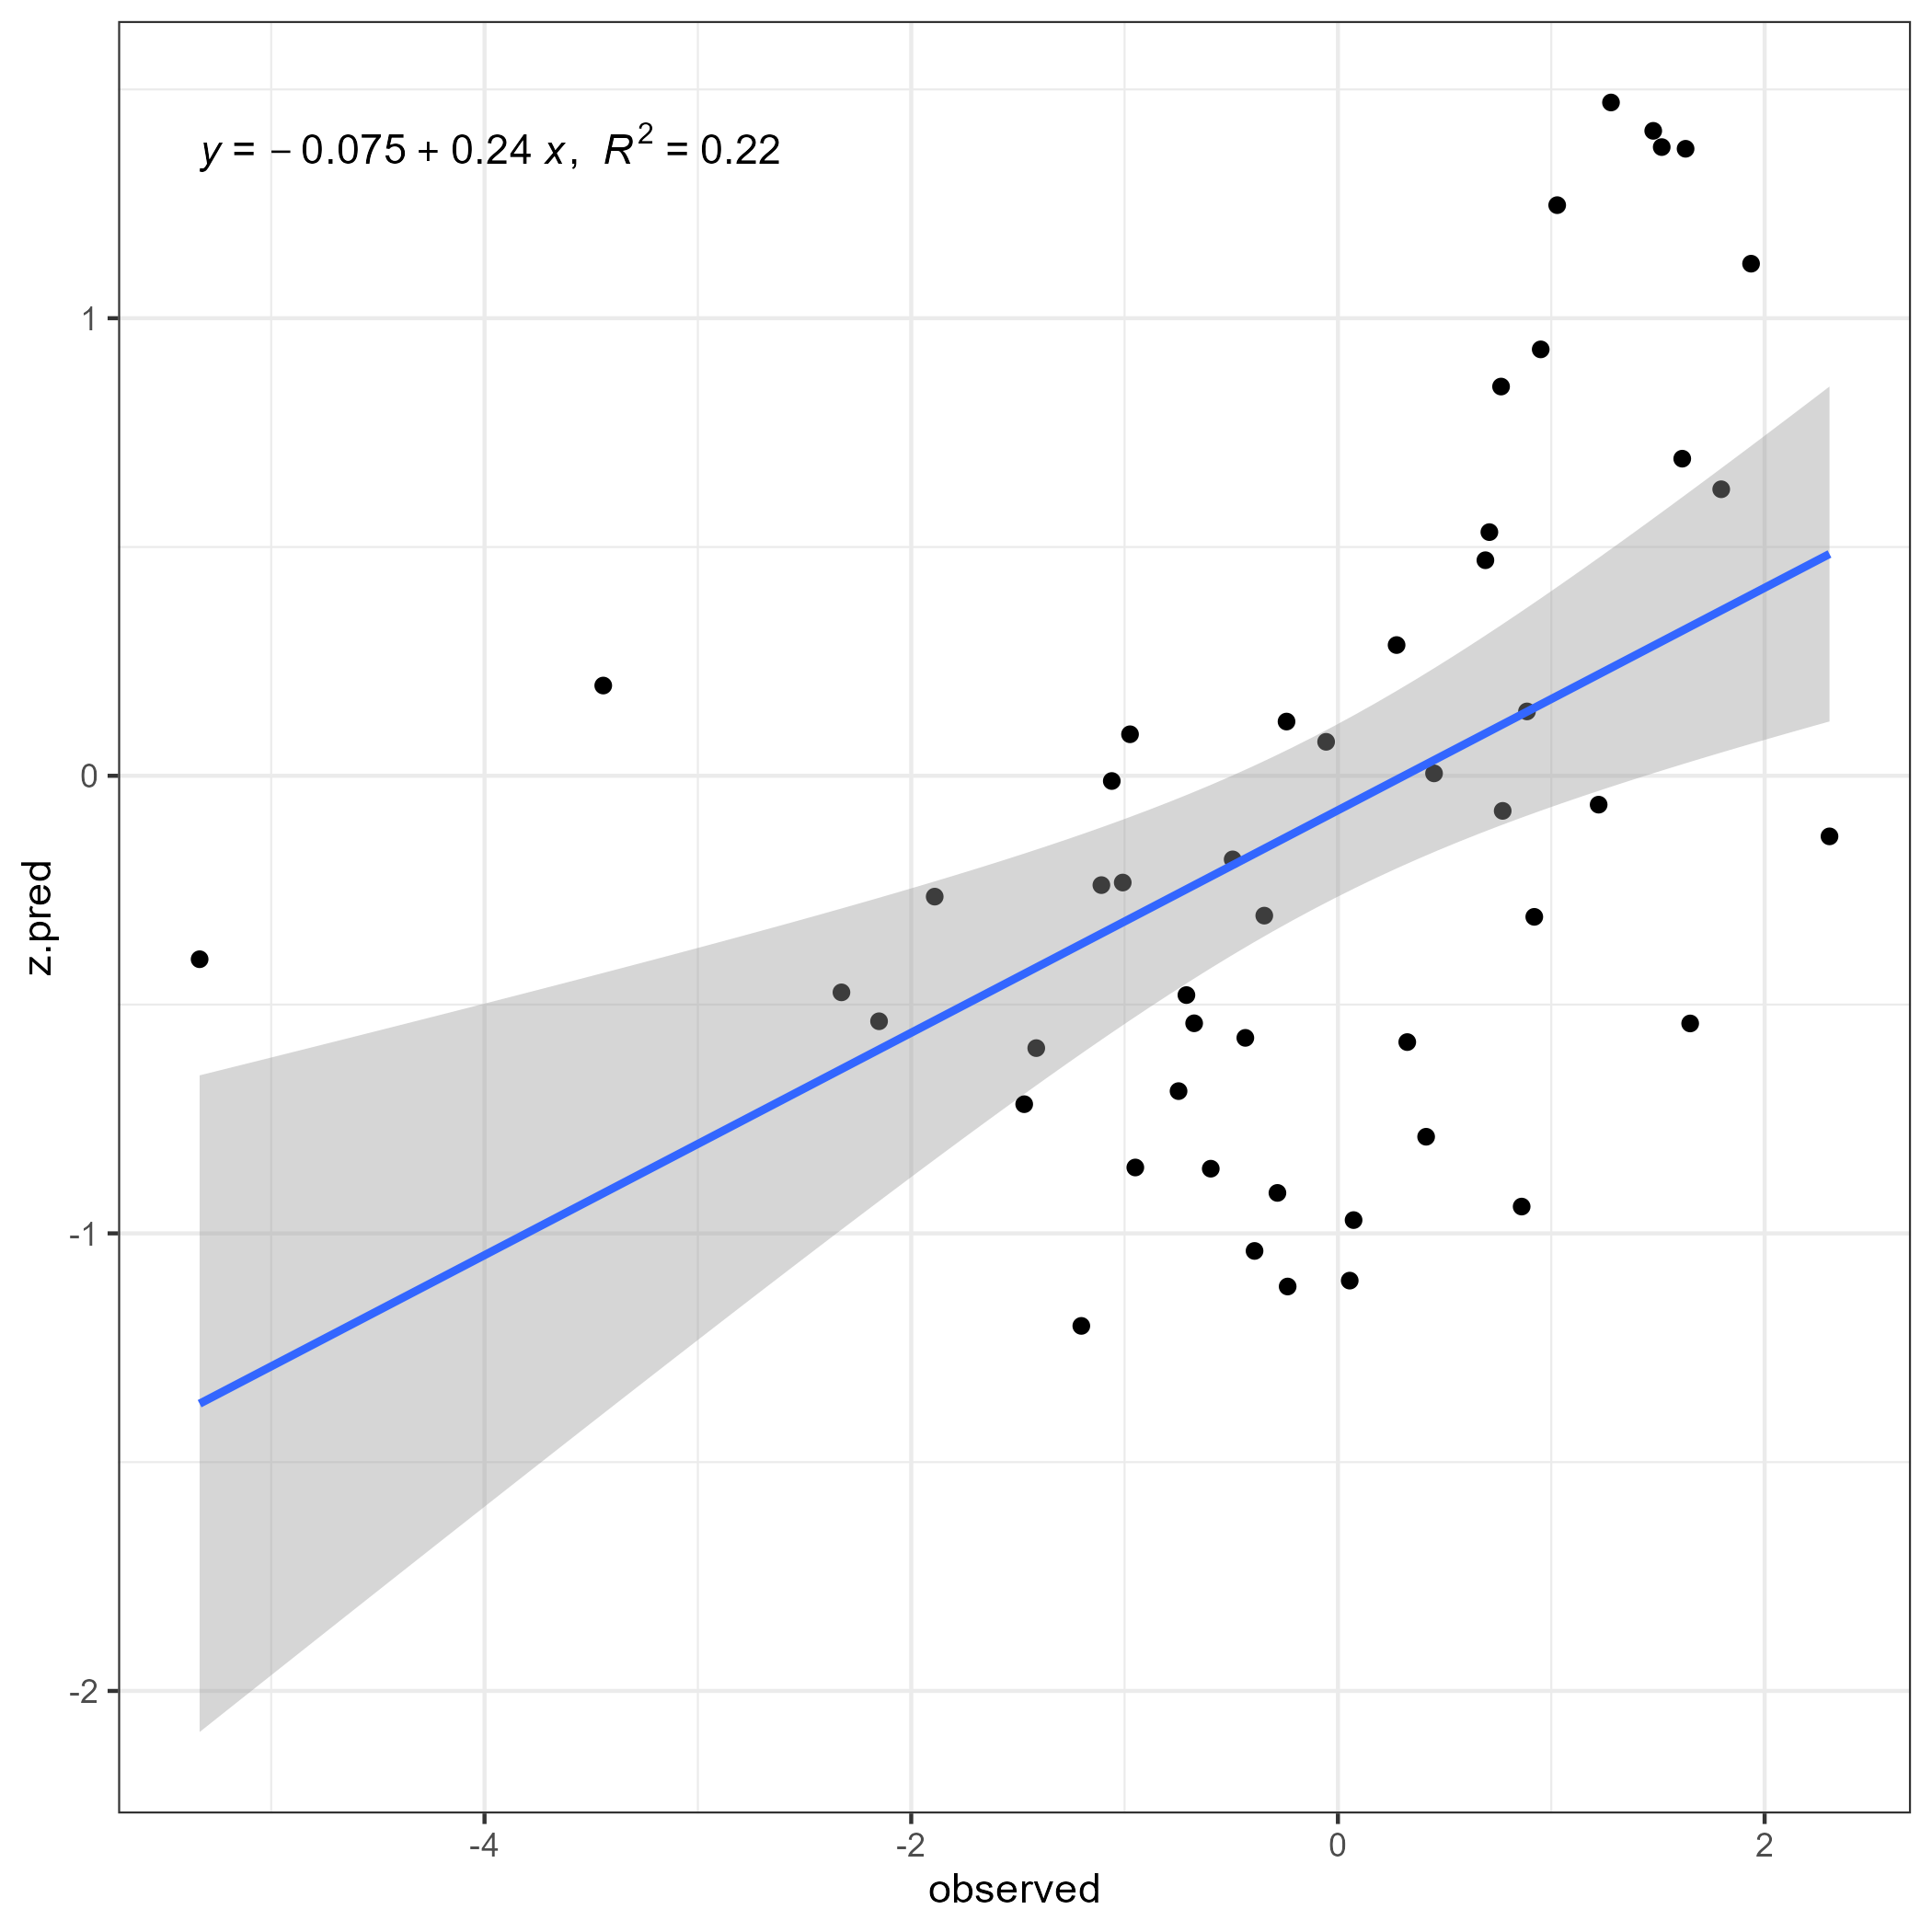 y = − 0.075 + 0.24 x,  R² = 0.22
1
0
-1
-2
z.pred
-4 -2 0 2
observed